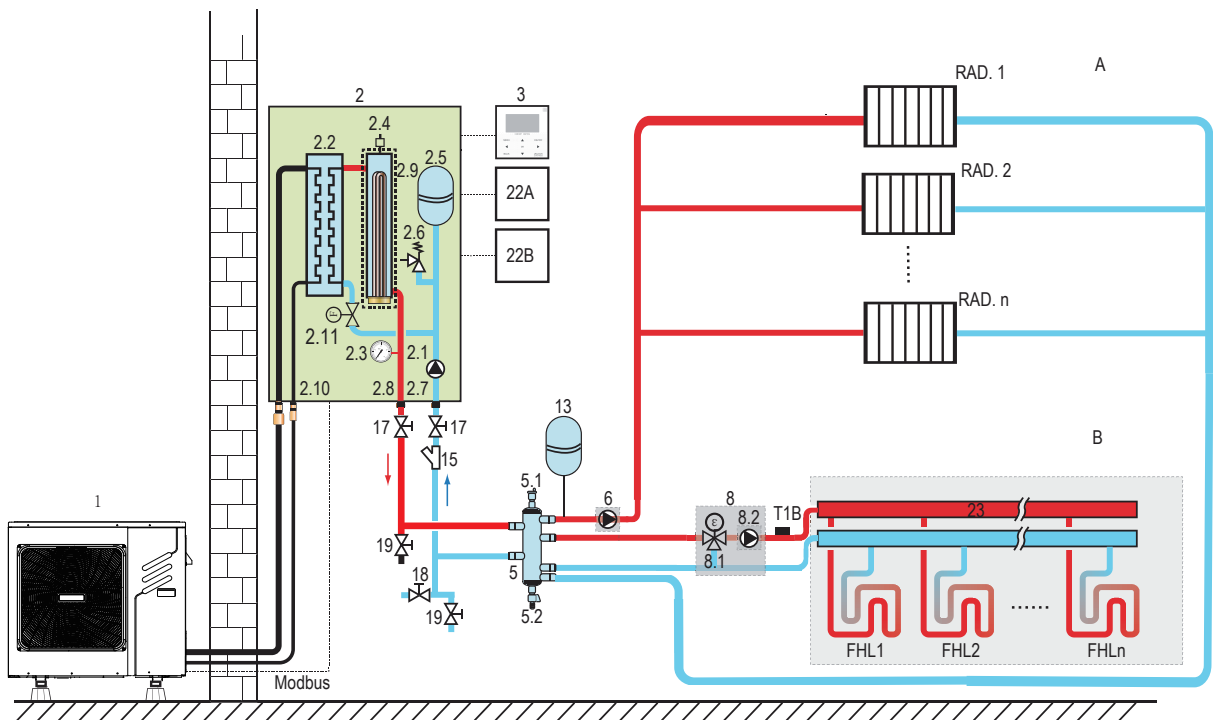 A
RAD. 1
2
3
2.4
2.2
2.5
2.9
RAD. 2
22A
2.6
22B
RAD. n
2.11
2.3
2.1
2.10
2.8
2.7
13
17
17
B
15
5.1
1
6
8
T1B
23
ε
8.2
19
8.1
5
18
19
5.2
FHL1
FHL2
FHLn
Modbus